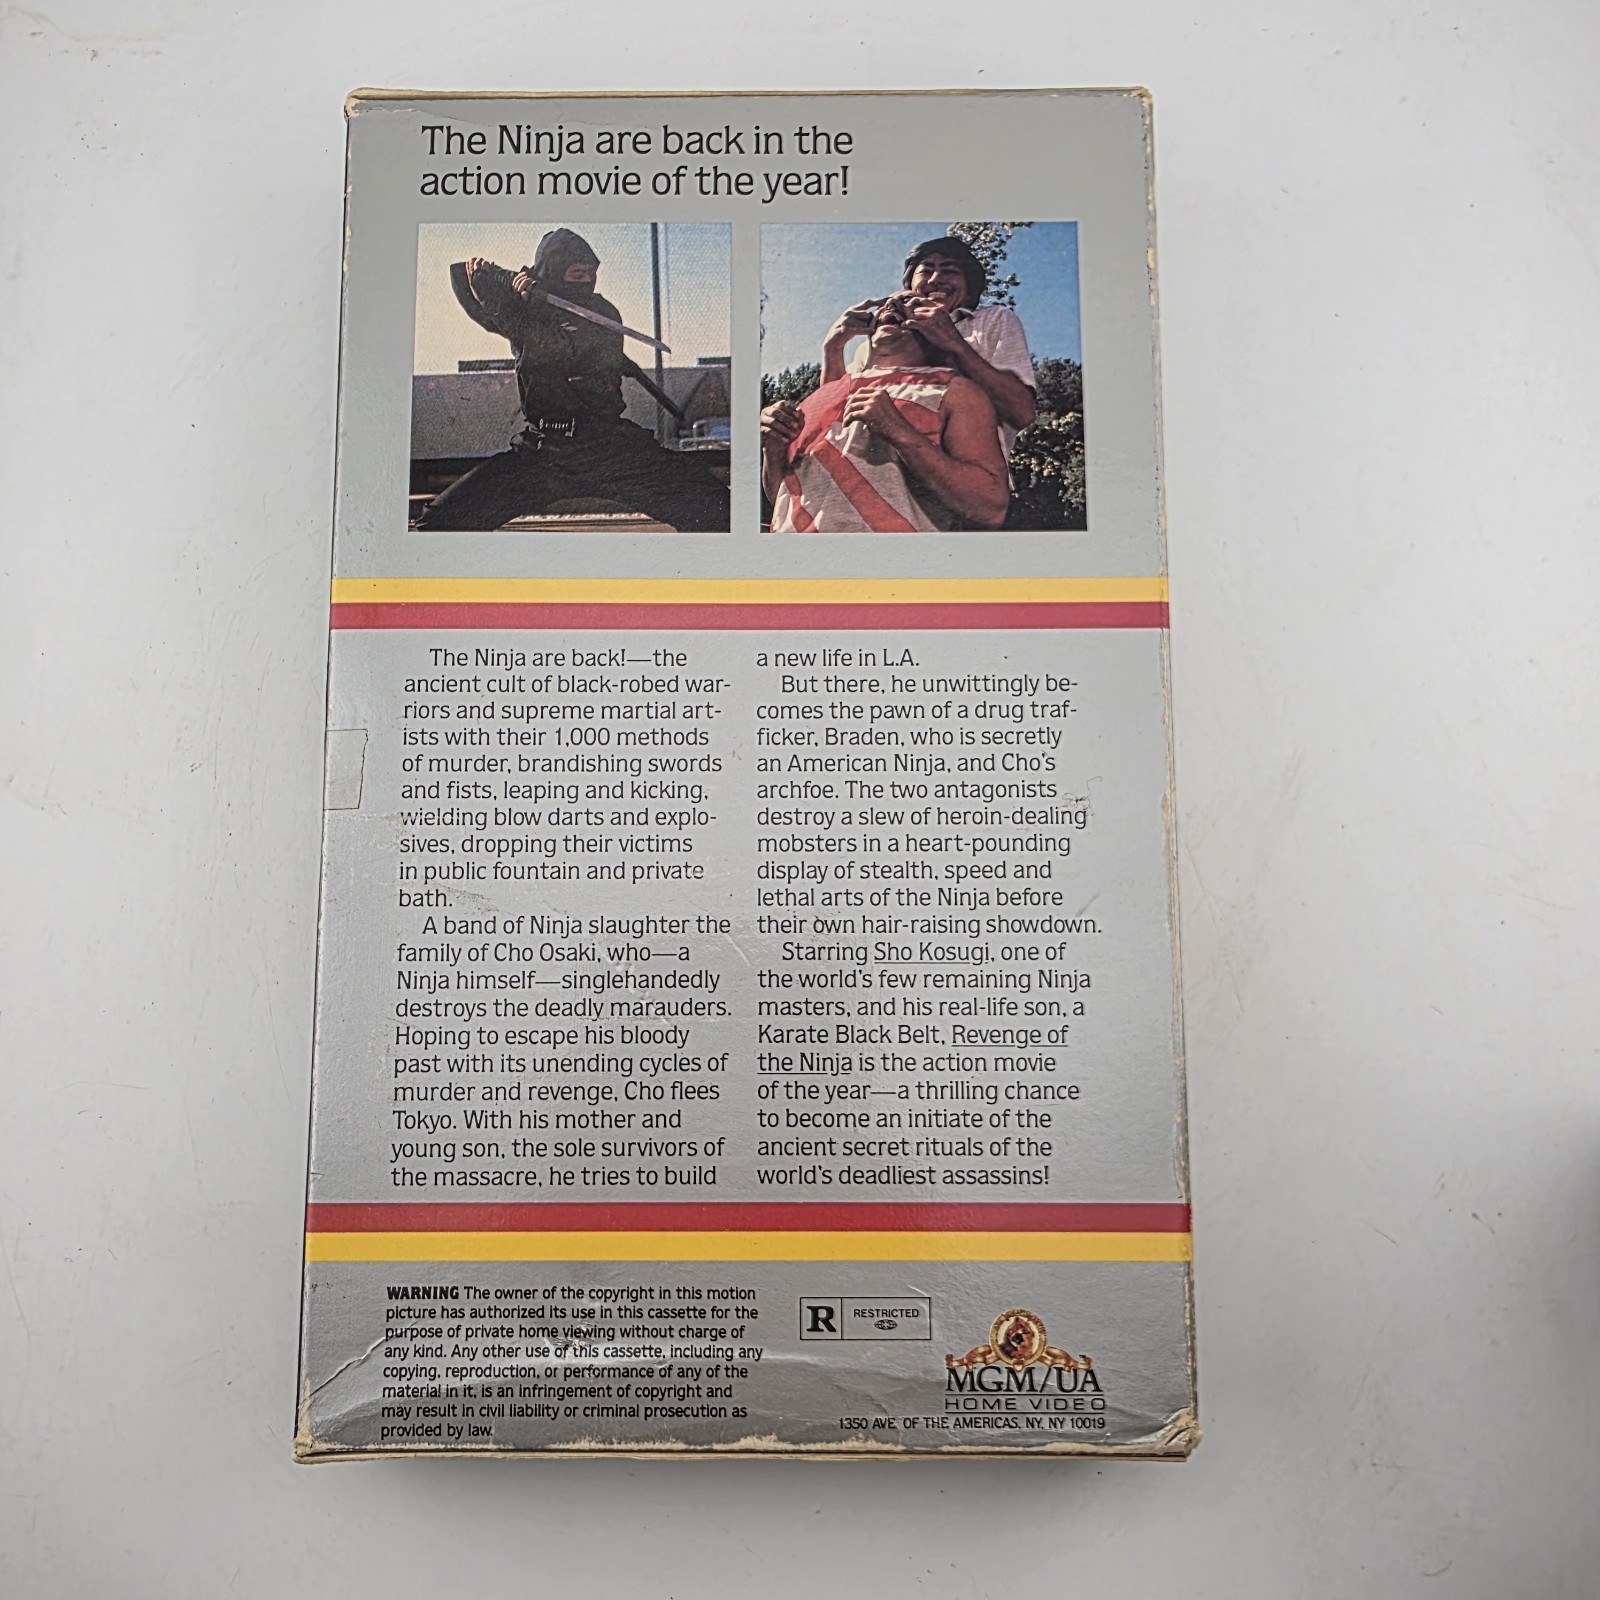 The Ninja are back in the
action movie of the year!
The Ninja are back!—the
ancient cult of black-robed war-
riors and supreme martial art-
ists with their 1,000 methods
of murder, brandishing swords
and fists, leaping and kicking,
wielding blow darts and explo-
sives, dropping their victims
in public fountain and private
bath.
A band of Ninja slaughter the
family of Cho Osaki, who—a
Ninja himself—singlehandedly
destroys the deadly marauders.
Hoping to escape his bloody
past with its unending cycles of
murder and revenge, Cho flees
Tokyo. With his mother and
young son, the sole survivors of
the massacre, he tries to build
a new life in L.A.
But there, he unwittingly be-
comes the pawn of a drug traf-
ficker, Braden, who is secretly
an American Ninja, and Cho's
archfoe. The two antagonists
destroy a slew of heroin-dealing
mobsters in a heart-pounding
display of stealth, speed and
lethal arts of the Ninja before
their own hair-raising showdown.
Starring Sho Kosugi, one of
the world's few remaining Ninja
masters, and his real-life son, a
Karate Black Belt, Revenge of
the Ninja is the action movie
of the year—a thrilling chance
to become an initiate of the
ancient secret rituals of the
world's deadliest assassins!
WARNING The owner of the copyright in this motion
picture has authorized its use in this cassette for the
purpose of private home viewing without charge of
any kind. Any other use of this cassette, including any
copying, reproduction, or performance of any of the
material in it, is an infringement of copyright and
may result in civil liability or criminal prosecution as
provided by law.
R RESTRICTED
MGM/UA
HOME VIDEO
1350 AVE. OF THE AMERICAS, NY, NY 10019